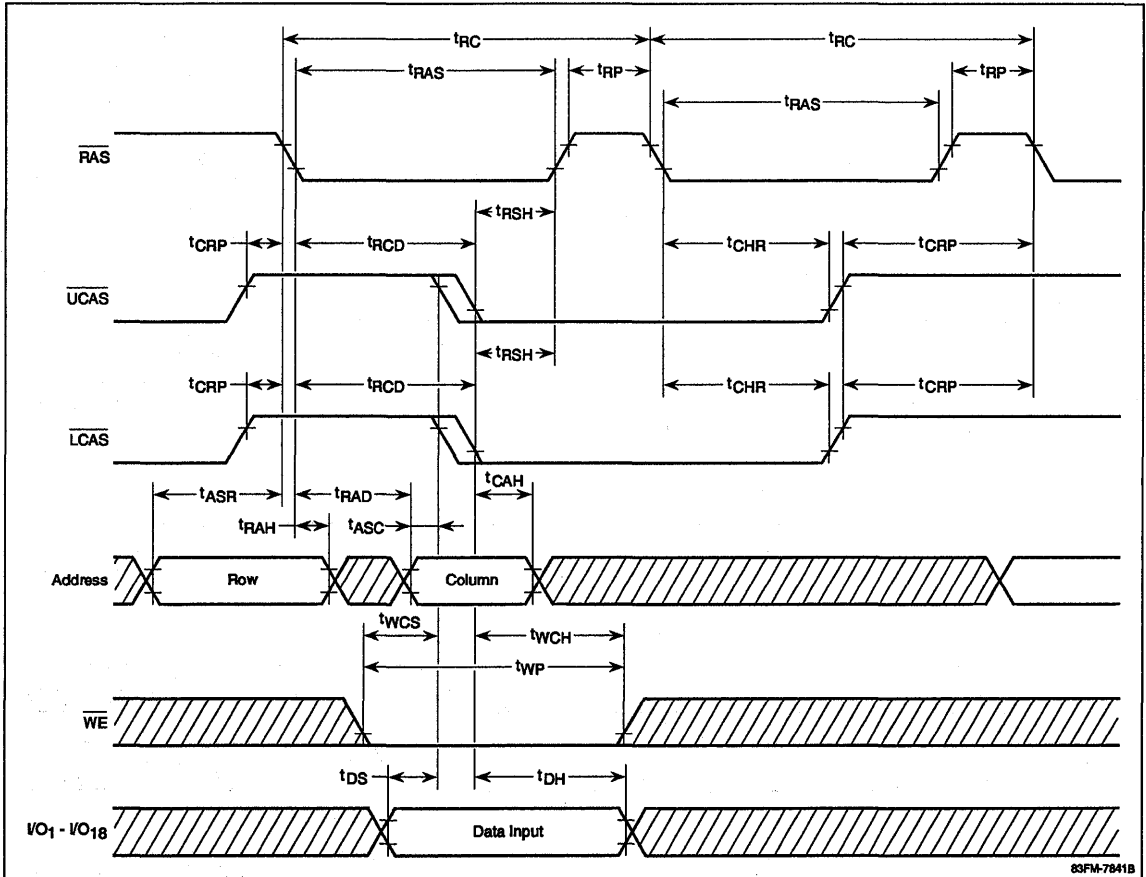 tRC tRC
tRAS tRP tRP
tRAS
RAS
tRSH
tCRP tRCD tCHR tCRP
UCAS
tRSH
tCRP tRCD tCHR tCRP
LCAS
tCAH
tASR tRAD
tRAH tASC
Address Row Column
tWCS tWCH
tWP
WE
tDS tDH
I/O1 - I/O18 Data Input
83FM-7841B